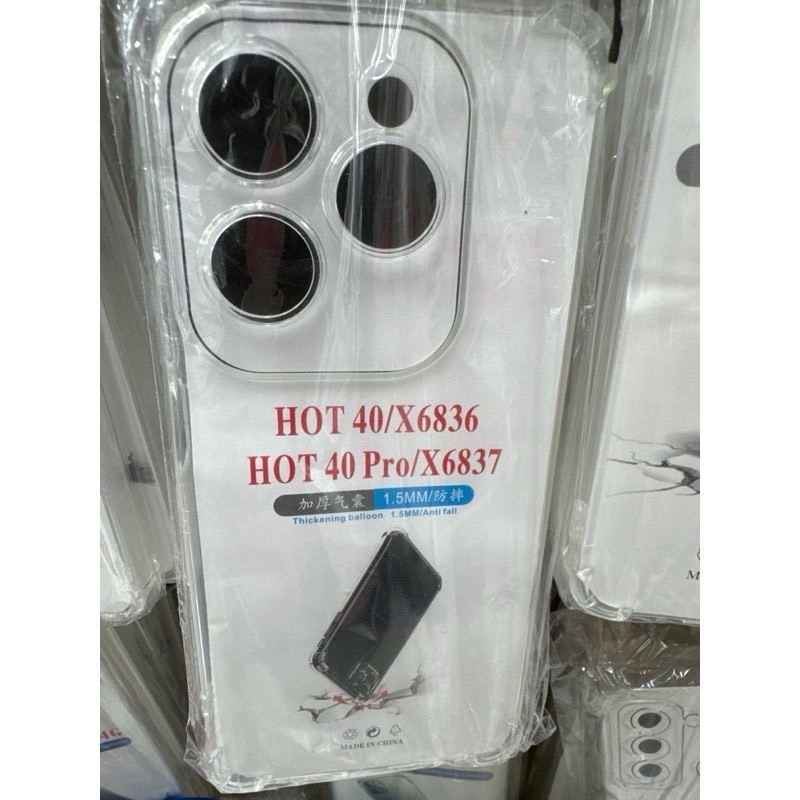 HOT 40/X6836
HOT 40 Pro/X6837
加厚气囊 1.5MM/防摔
Thickening balloon 1.5MM/Anti fall
MADE IN CHINA
4G
M